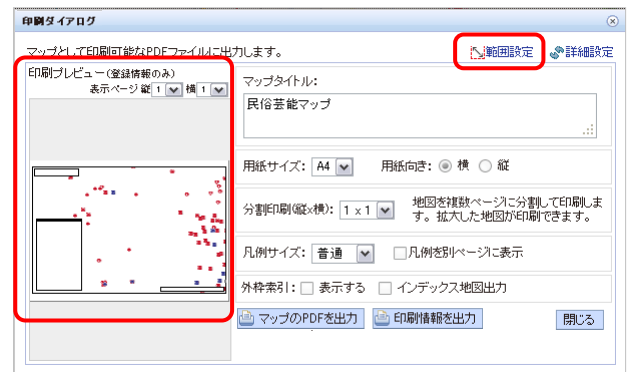 印刷ダイアログ
マップとして印刷可能なPDFファイルに出力します。 範囲設定 詳細設定
印刷プレビュー(登録情報のみ)
表示ページ 縦 1 横 1
マップタイトル:
民俗芸能マップ
用紙サイズ: A4 用紙向き: 横 縦
分割印刷(縦×横): 1 x 1 地図を複数ページに分割して印刷しま
す。拡大した地図が印刷できます。
凡例サイズ: 普通 凡例を別ページに表示
外枠索引: 表示する インデックス地図出力
マップのPDFを出力 印刷情報を出力 閉じる